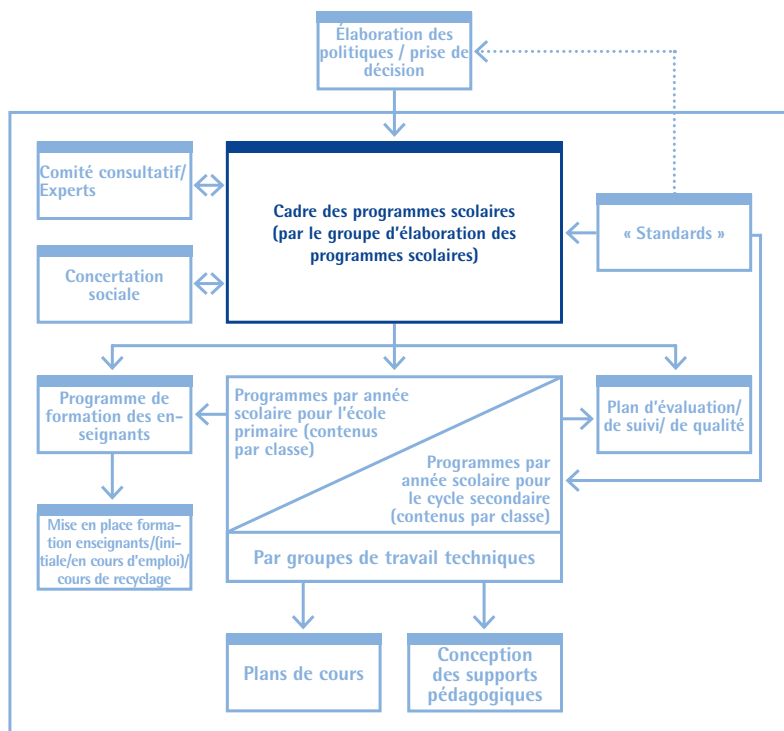 Élaboration des
politiques / prise de
décision
Comité consultatif/
Experts
Cadre des programmes scolaires
(par le groupe d'élaboration des
programmes scolaires)
« Standards »
Concertation
sociale
Programme de
formation des en-
seignants
Programmes par année
scolaire pour l'école
primaire (contenus
par classe)
Programmes par
année scolaire pour
le cycle secondaire
(contenus par classe)
Plan d'évaluation/
de suivi/ de qualité
Mise en place forma-
tion enseignants/(ini-
tiale/en cours d'emploi)/
cours de recyclage
Par groupes de travail techniques
Plans de cours
Conception
des supports
pédagogiques